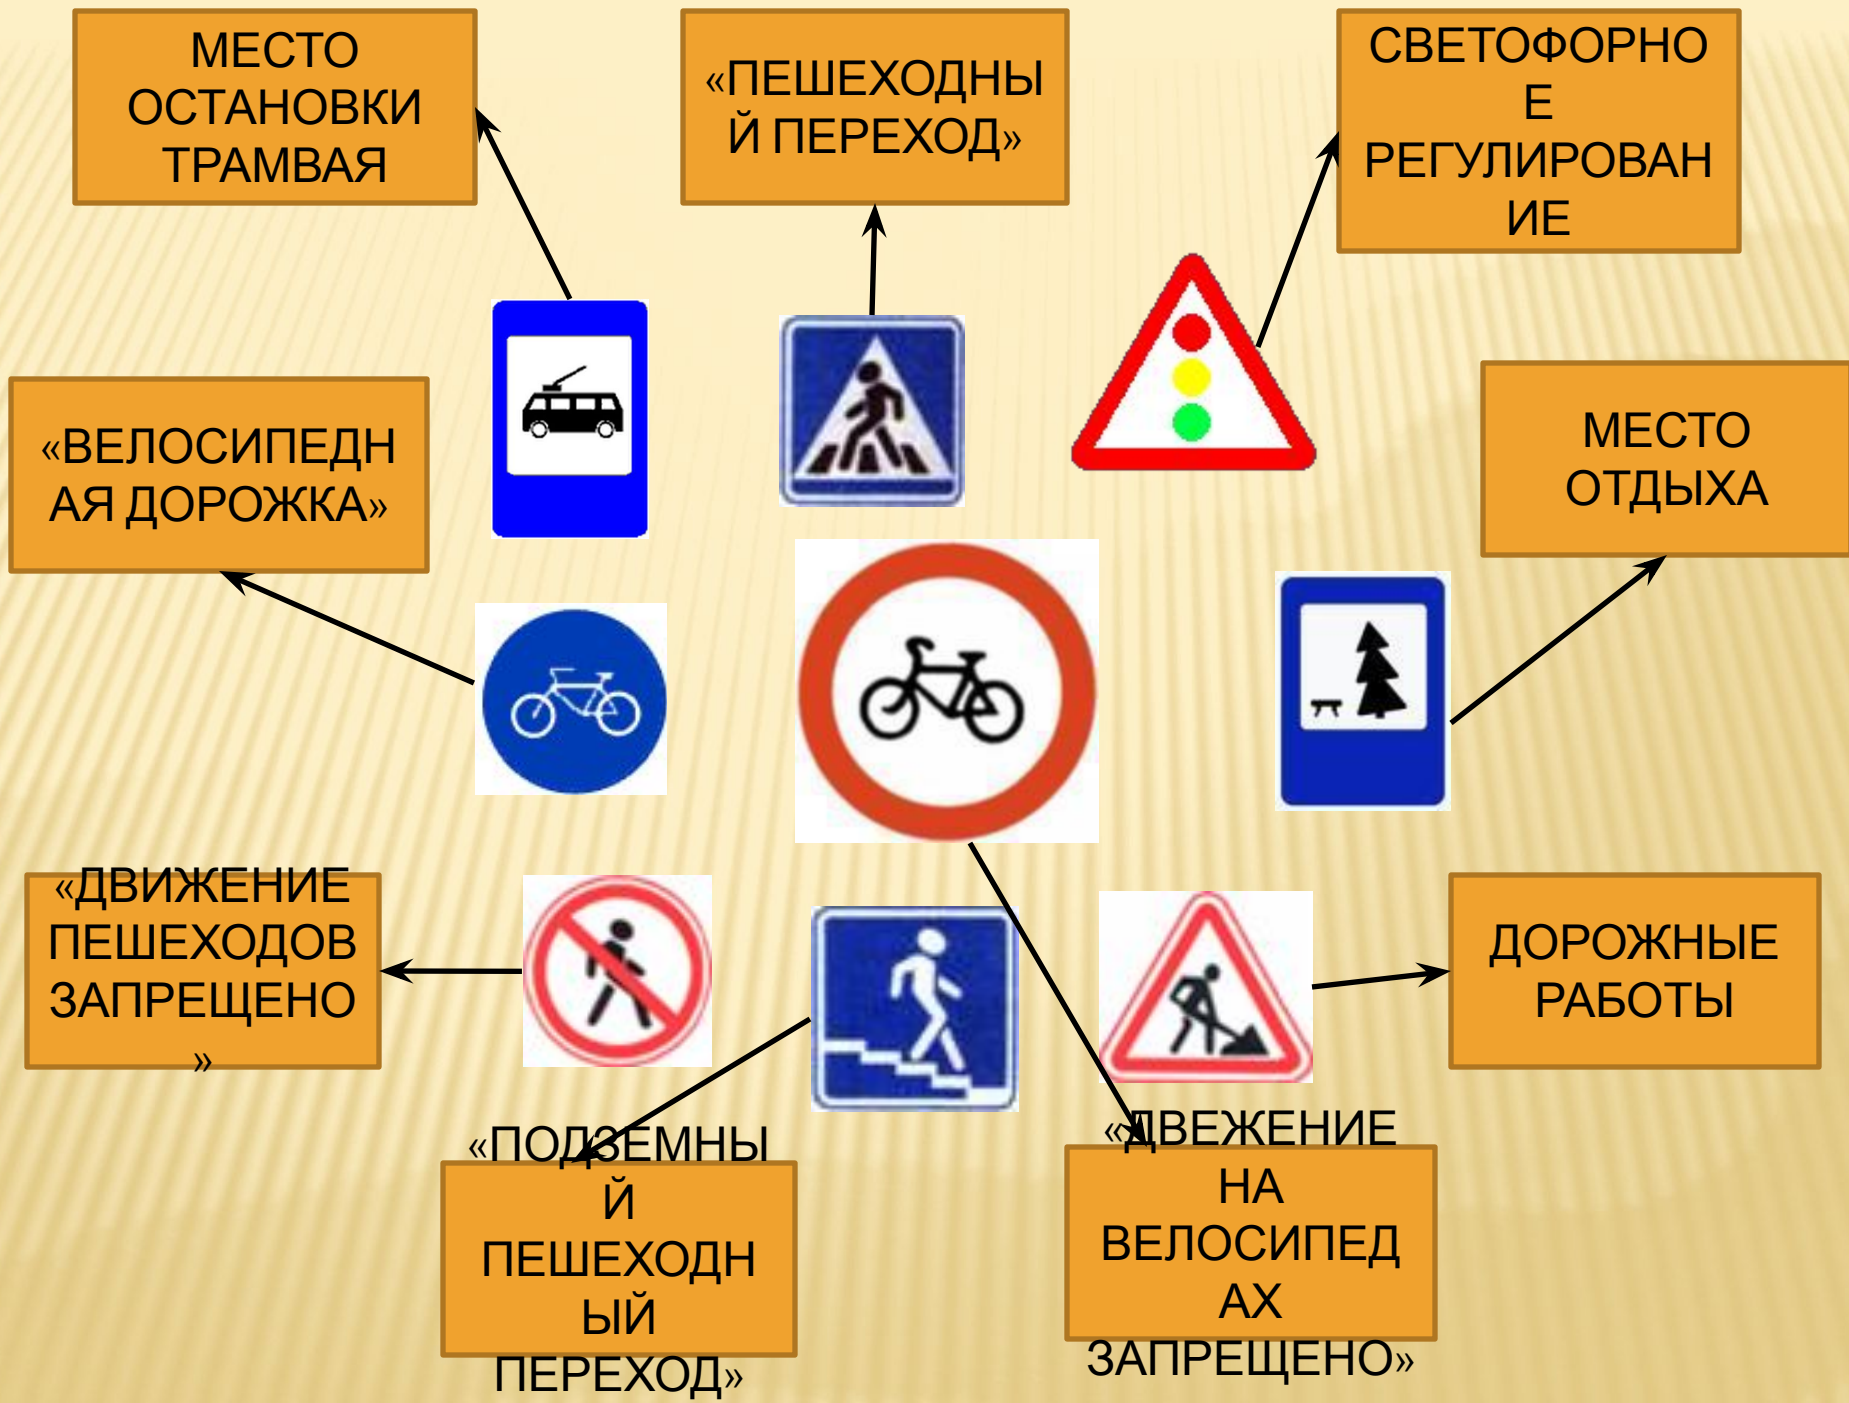 МЕСТО
ОСТАНОВКИ
ТРАМВАЯ
«ПЕШЕХОДНЫ
Й ПЕРЕХОД»
СВЕТОФОРНО
Е
РЕГУЛИРОВАН
ИЕ
«ВЕЛОСИПЕДН
АЯ ДОРОЖКА»
МЕСТО
ОТДЫХА
«ДВИЖЕНИЕ
ПЕШЕХОДОВ
ЗАПРЕЩЕНО
»
ДОРОЖНЫЕ
РАБОТЫ
«ПОДЗЕМНЫ
Й
ПЕШЕХОДН
ЫЙ
ПЕРЕХОД»
«ДВЕЖЕНИЕ
НА
ВЕЛОСИПЕД
АХ
ЗАПРЕЩЕНО»